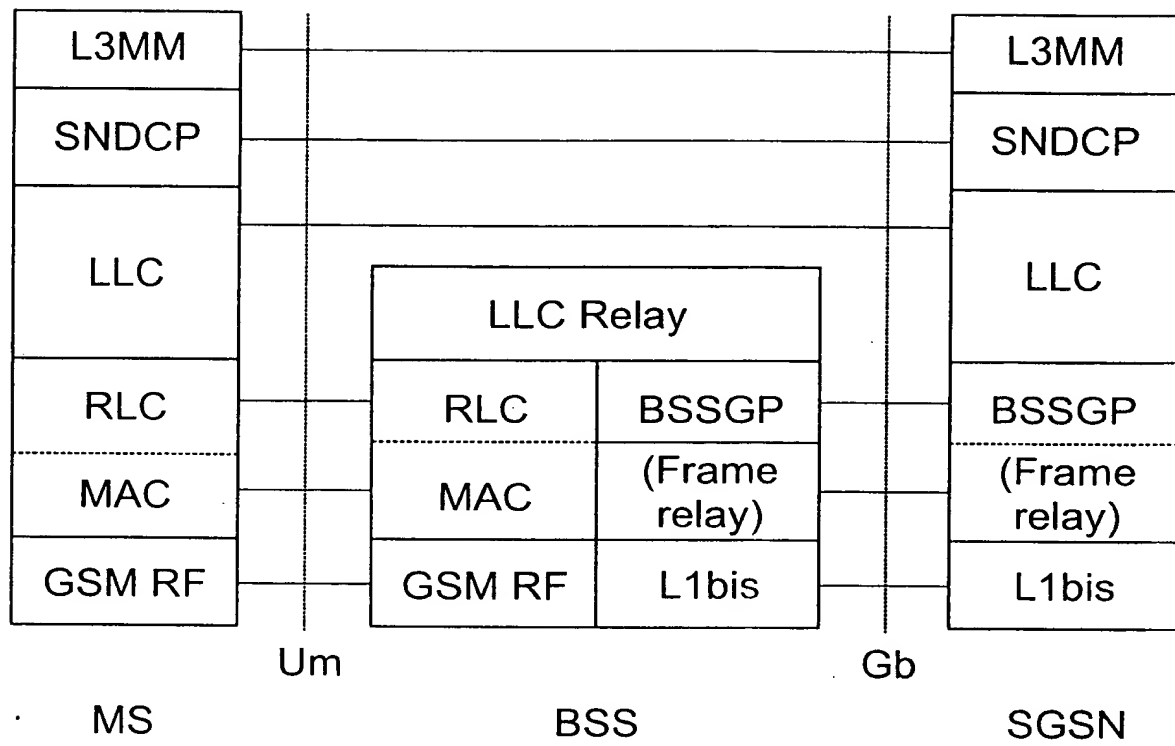 L3MM
L3MM
SNDCP
SNDCP
LLC
LLC
LLC Relay
RLC
RLC
BSSGP
BSSGP
MAC
MAC
(Frame
relay)
(Frame
relay)
GSM RF
GSM RF
L1bis
L1bis
Um
Gb
MS
BSS
SGSN